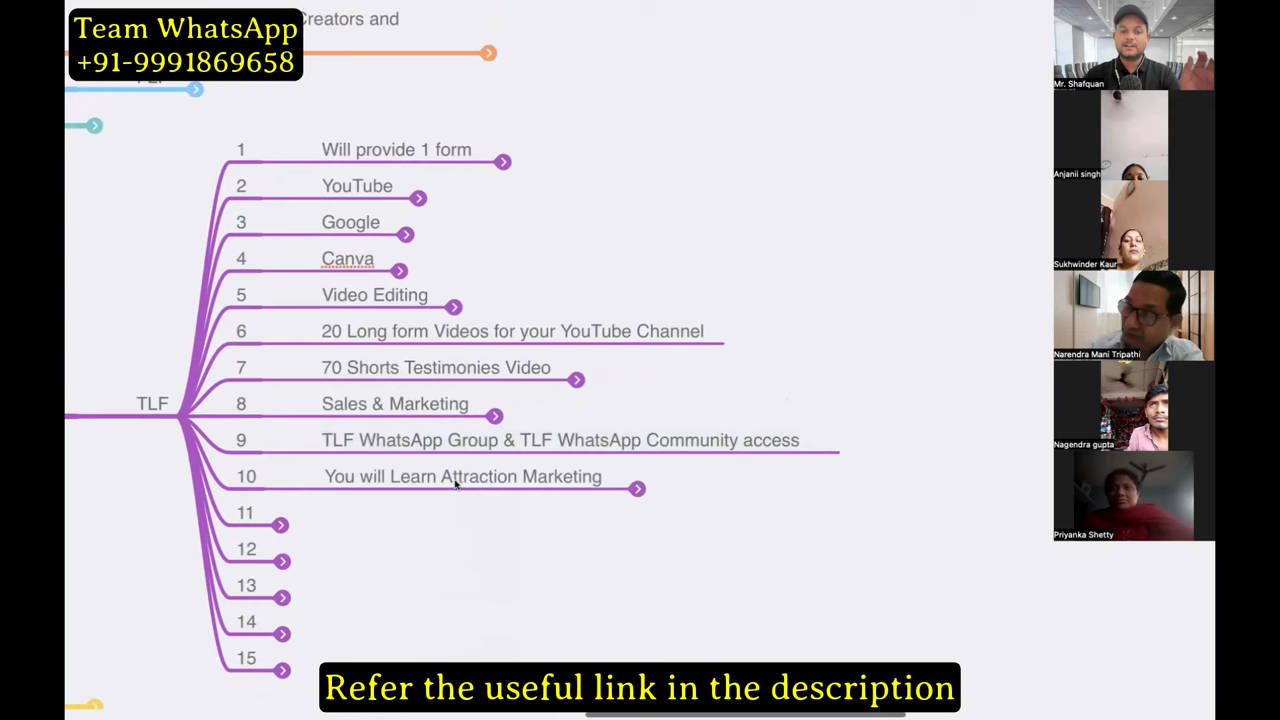 Team WhatsApp
+91-9991869658
Creators and
1 Will provide 1 form
2 YouTube
3 Google
4 Canva
5 Video Editing
6 20 Long form Videos for your YouTube Channel
7 70 Shorts Testimonies Video
TLF
8 Sales & Marketing
9 TLF WhatsApp Group & TLF WhatsApp Community access
10 You will Learn Attraction Marketing
11
12
13
14
15
Refer the useful link in the description
Mr. Shafquan
Anjanii singh
Sukhwinder Kaur
Narendra Mani Tripathi
Nagendra gupta
Priyanka Shetty